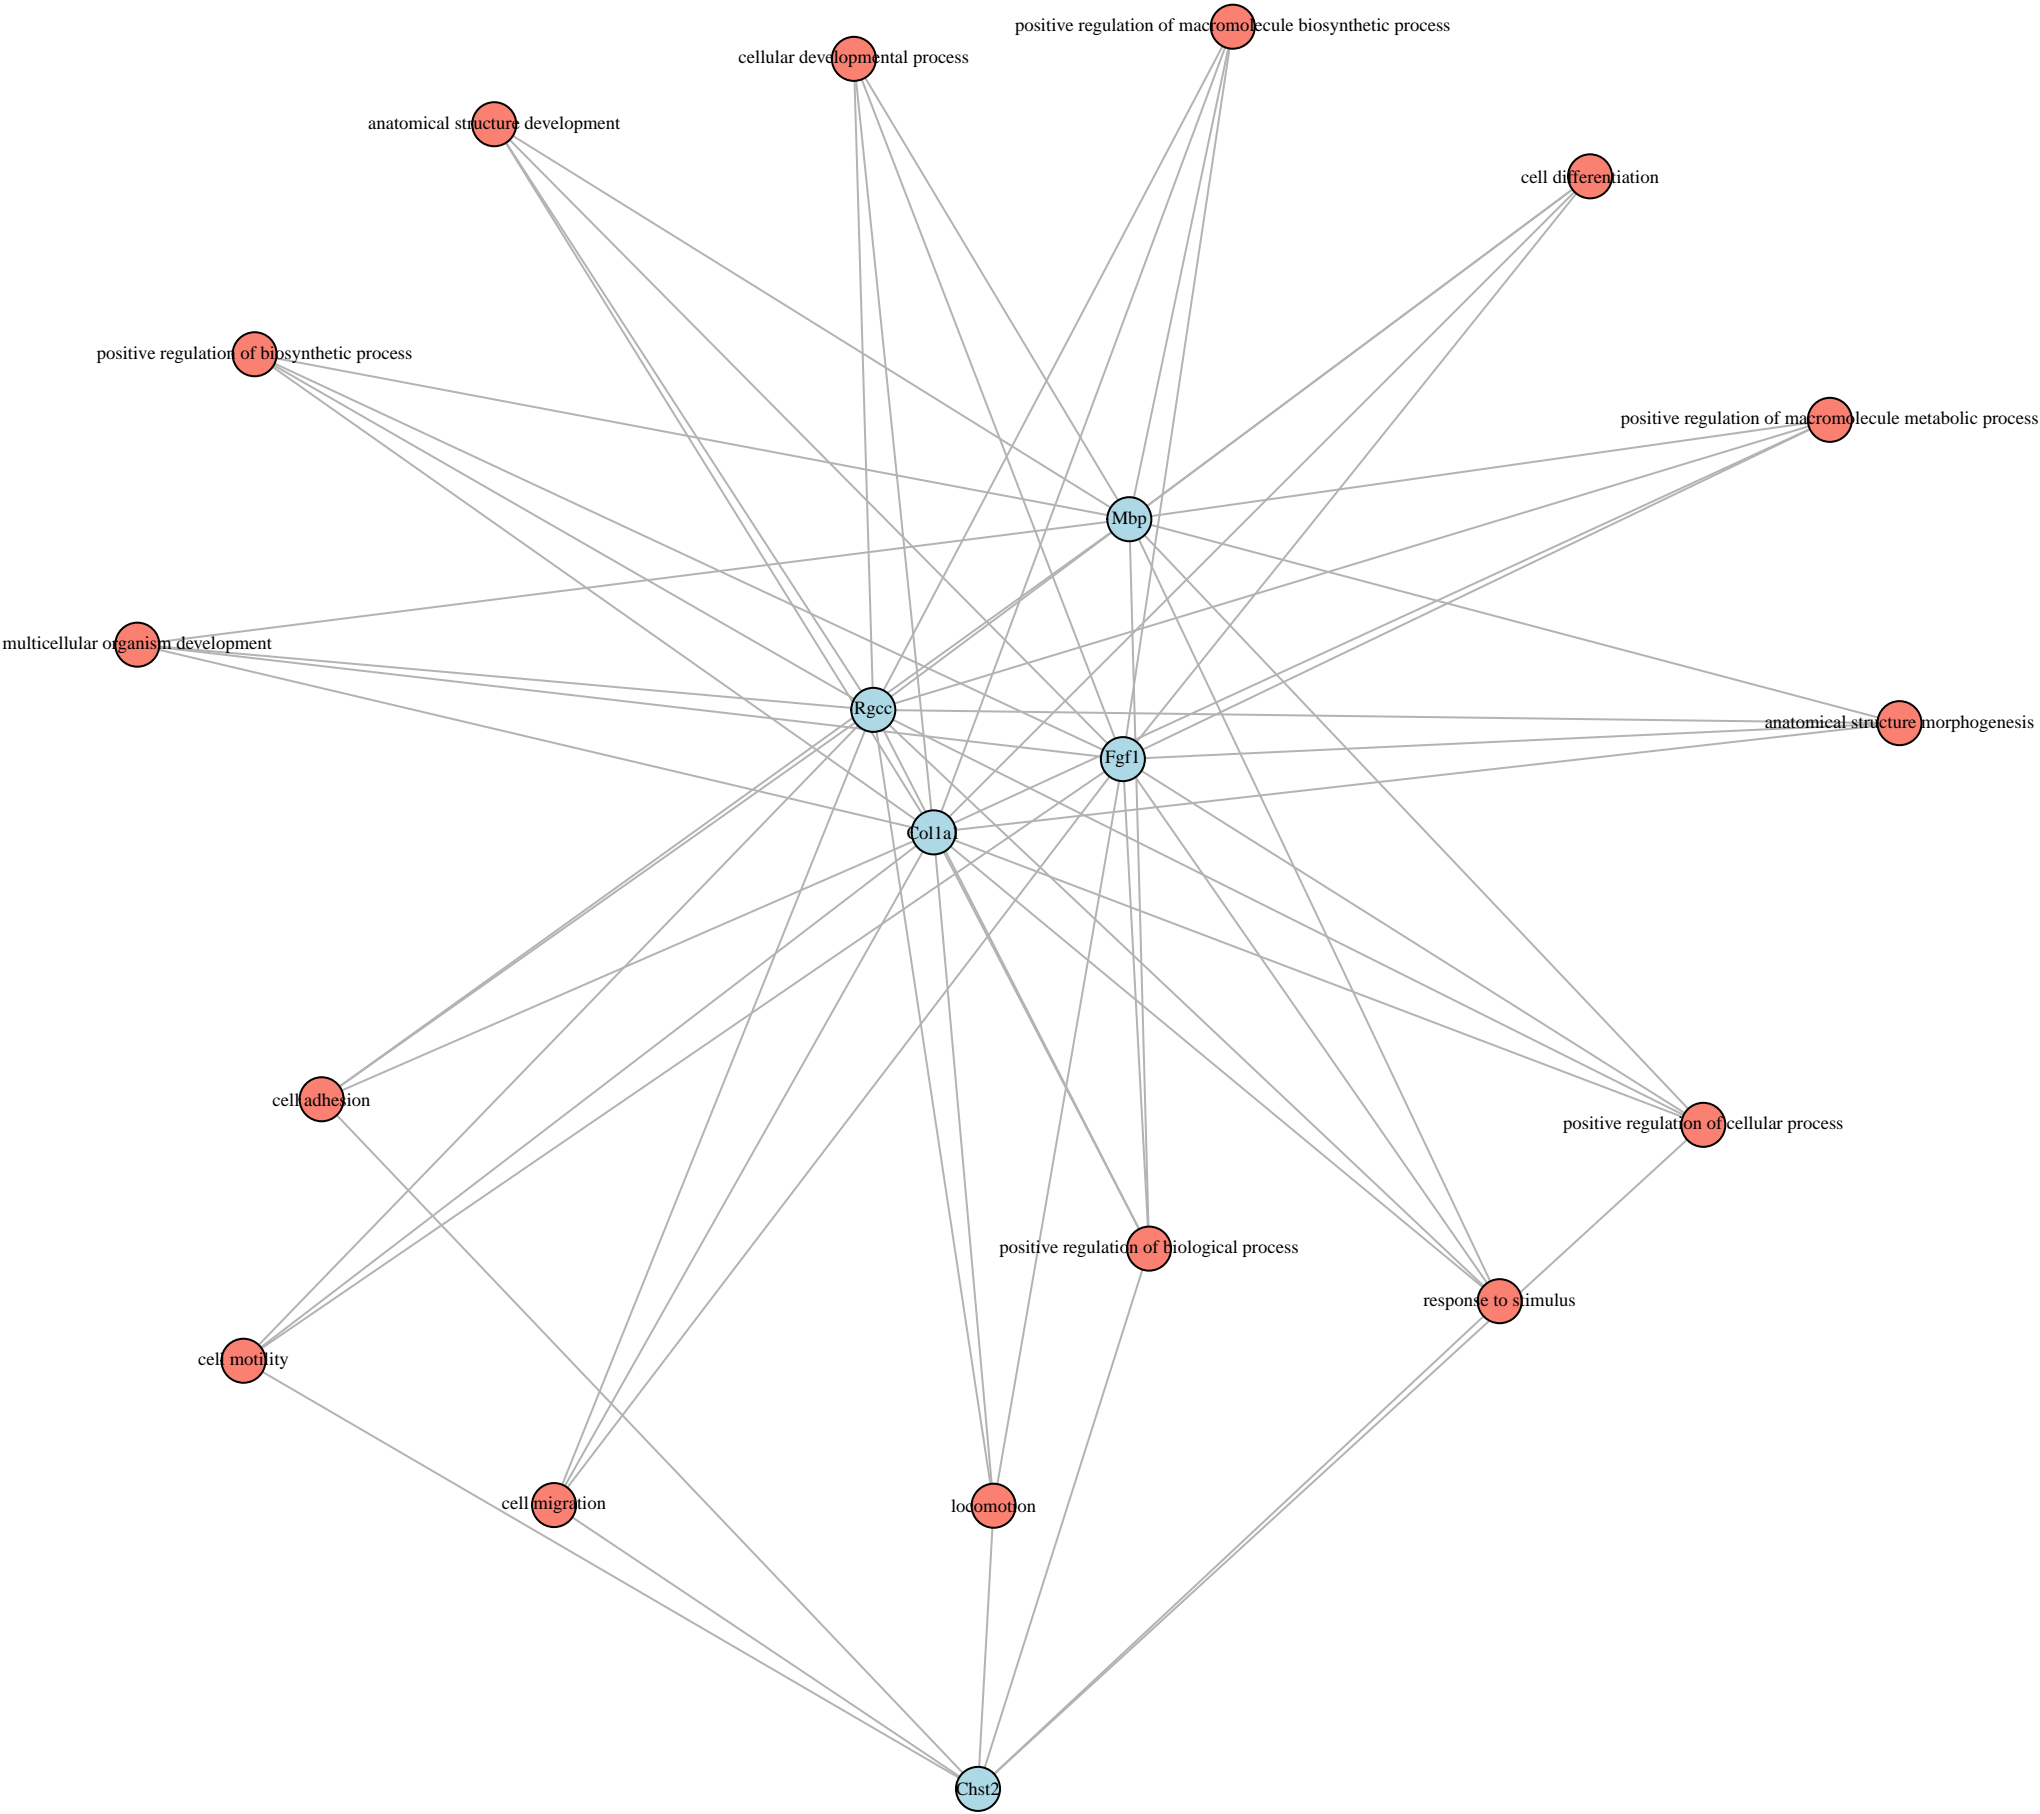 positive regulation of macromolecule biosynthetic process
cellular developmental process
anatomical structure development
cell differentiation
positive regulation of biosynthetic process
positive regulation of macromolecule metabolic process
Mbp
multicellular organism development
Rgcc
anatomical structure morphogenesis
Fgf1
Col1a1
cell adhesion
positive regulation of cellular process
positive regulation of biological process
response to stimulus
cell motility
cell migration
locomotion
Chst2